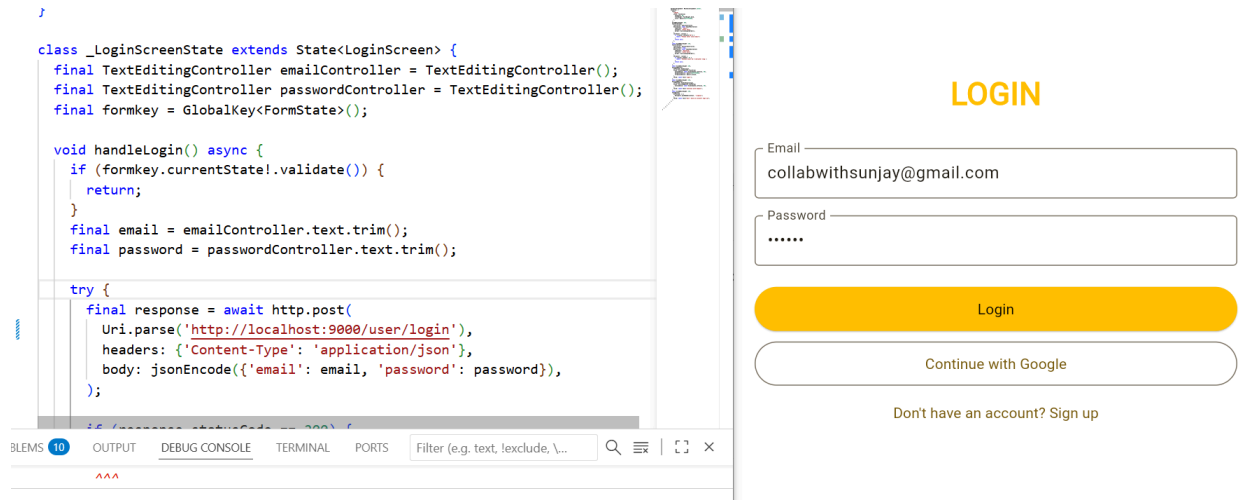 }
class _LoginScreenState extends State<LoginScreen> {
final TextEditingController emailController = TextEditingController();
final TextEditingController passwordController = TextEditingController();
final formkey = GlobalKey<FormState>();
void handleLogin() async {
if (formkey.currentState!.validate()) {
return;
}
final email = emailController.text.trim();
final password = passwordController.text.trim();
try {
final response = await http.post(
Uri.parse('http://localhost:9000/user/login'),
headers: {'Content-Type': 'application/json'},
body: jsonEncode({'email': email, 'password': password}),
);
if (response.statusCode == 200) {
BLEMS 10 OUTPUT DEBUG CONSOLE TERMINAL PORTS Filter (e.g. text, !exclude, \...
^^^
LOGIN
Email
collabwithsunjay@gmail.com
Password
••••••
Login
Continue with Google
Don't have an account? Sign up